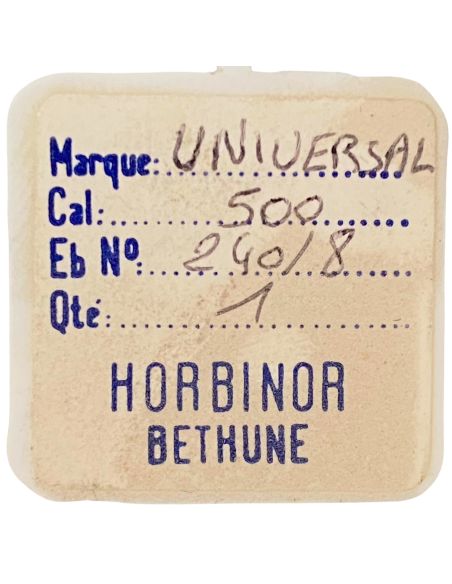 Marque: UNIVERSAL
Cal: 500
Eb Nº 240/8
Qté: 1
HORBINOR
BETHUNE